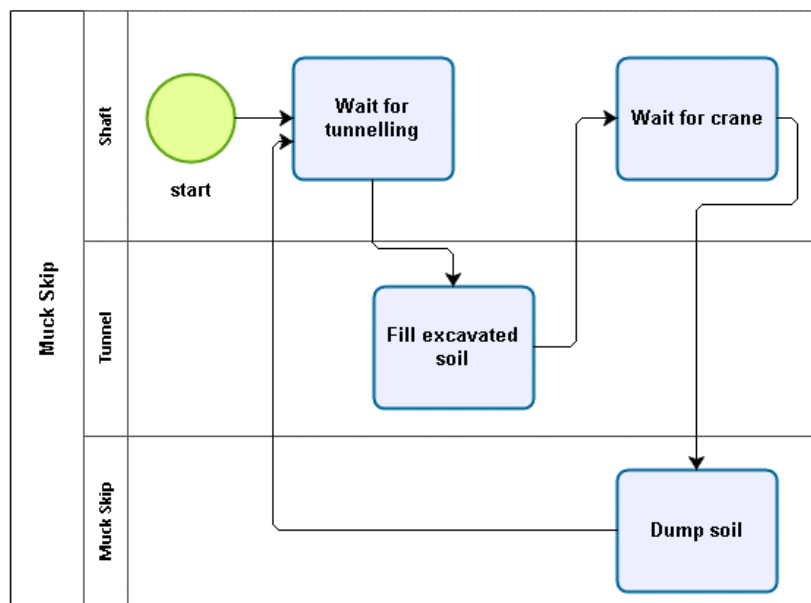 Muck Skip
Shaft
Wait for
tunnelling
Wait for crane
start
Tunnel
Fill excavated
soil
Muck Skip
Dump soil